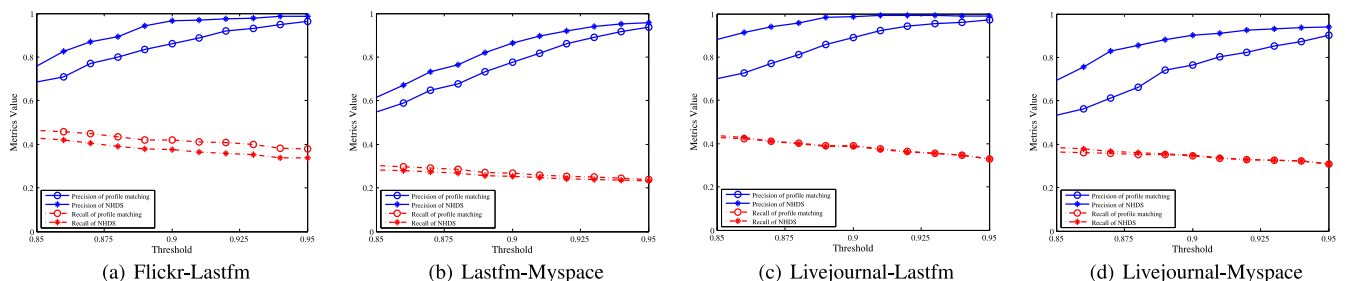 Metrics Value
1
0.8
0.6
0.4
0.2
0
Precision of profile matching
Precision of NHDS
Recall of profile matching
Recall of NHDS
0.85 0.875 0.9 0.925 0.95
Threshold
(a) Flickr-Lastfm
Metrics Value
1
0.8
0.6
0.4
0.2
0
Precision of profile matching
Precision of NHDS
Recall of profile matching
Recall of NHDS
0.85 0.875 0.9 0.925 0.95
Threshold
(b) Lastfm-Myspace
Metrics Value
1
0.8
0.6
0.4
0.2
0
Precision of profile matching
Precision of NHDS
Recall of profile matching
Recall of NHDS
0.85 0.875 0.9 0.925 0.95
Threshold
(c) Livejournal-Lastfm
Metrics Value
1
0.8
0.6
0.4
0.2
0
Precision of profile matching
Precision of NHDS
Recall of profile matching
Recall of NHDS
0.85 0.875 0.9 0.925 0.95
Threshold
(d) Livejournal-Myspace